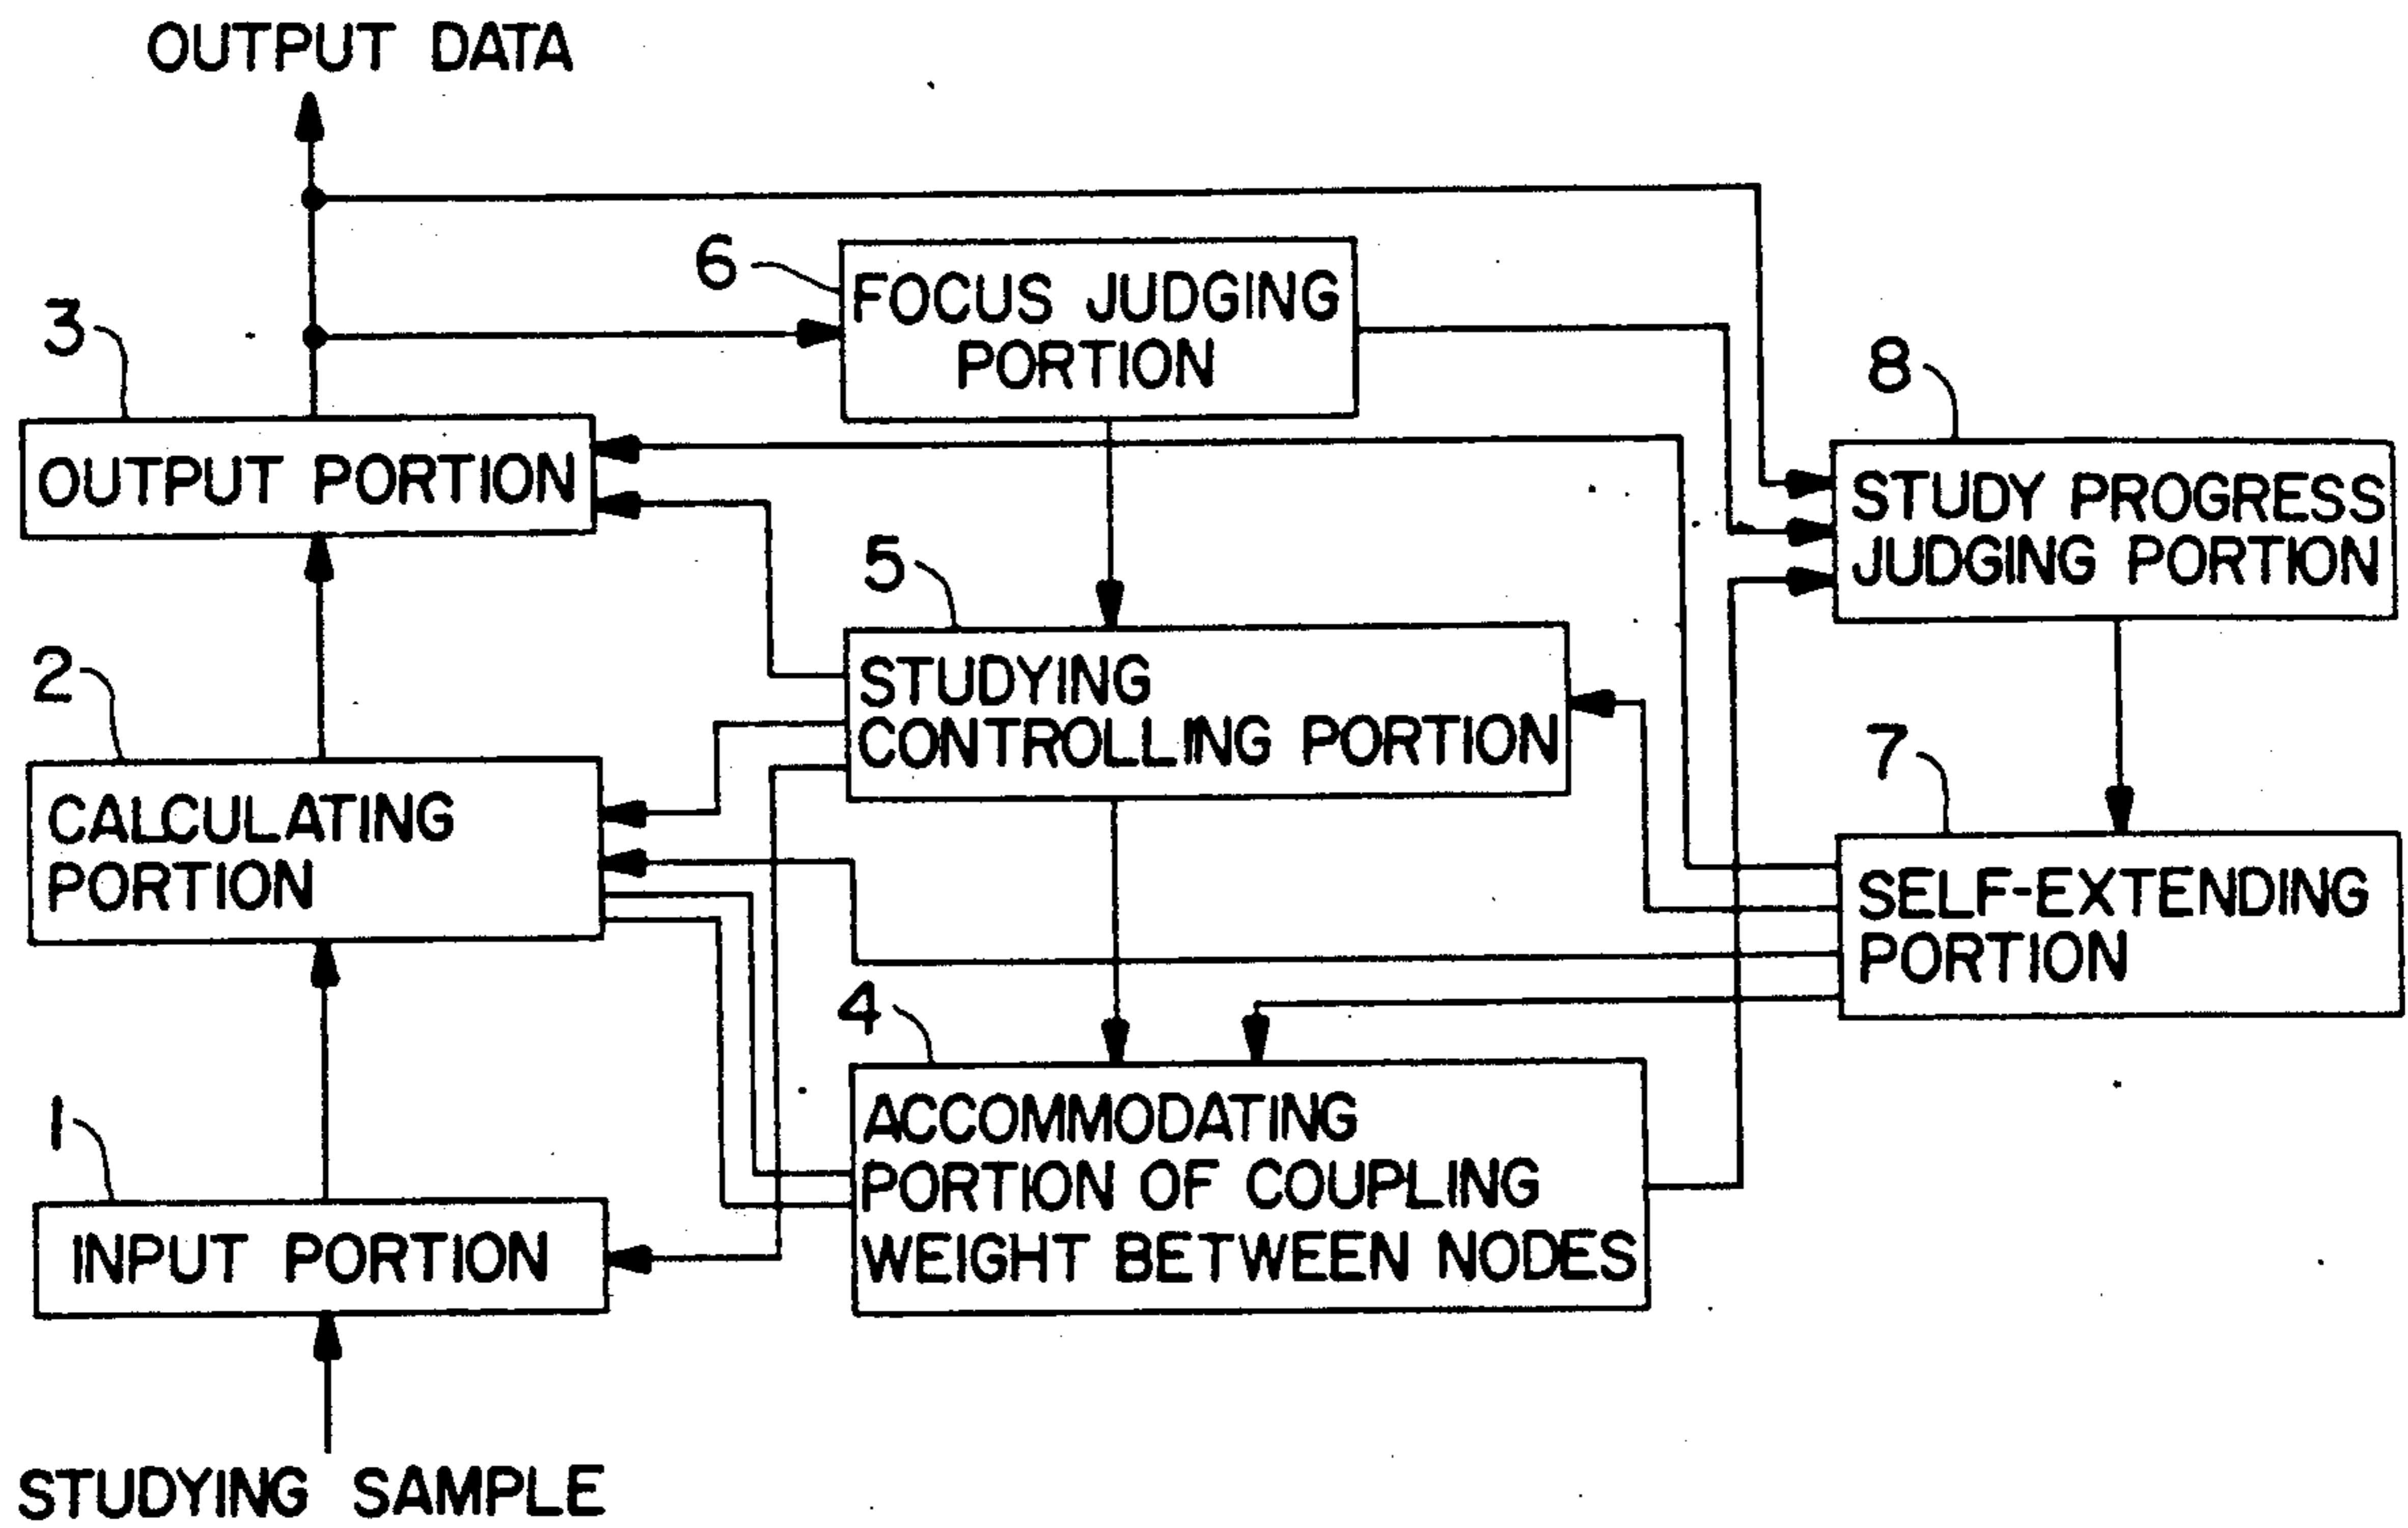 OUTPUT DATA
6
FOCUS JUDGING
PORTION
3
OUTPUT PORTION
8
STUDY PROGRESS
JUDGING PORTION
5
STUDYING
CONTROLLING PORTION
2
CALCULATING
PORTION
7
SELF-EXTENDING
PORTION
4
ACCOMMODATING
PORTION OF COUPLING
WEIGHT BETWEEN NODES
1
INPUT PORTION
STUDYING SAMPLE